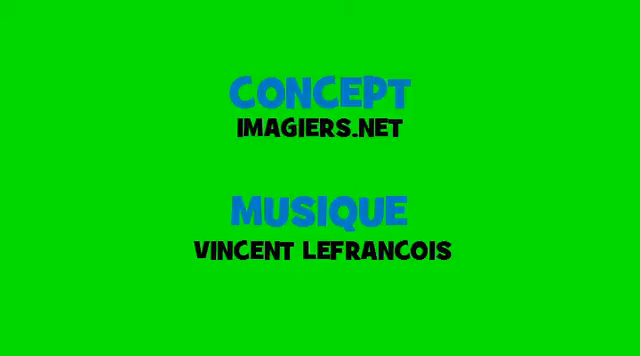 CONCEPT
IMAGIERS.NET
MUSIQUE
VINCENT LEFRANCOIS